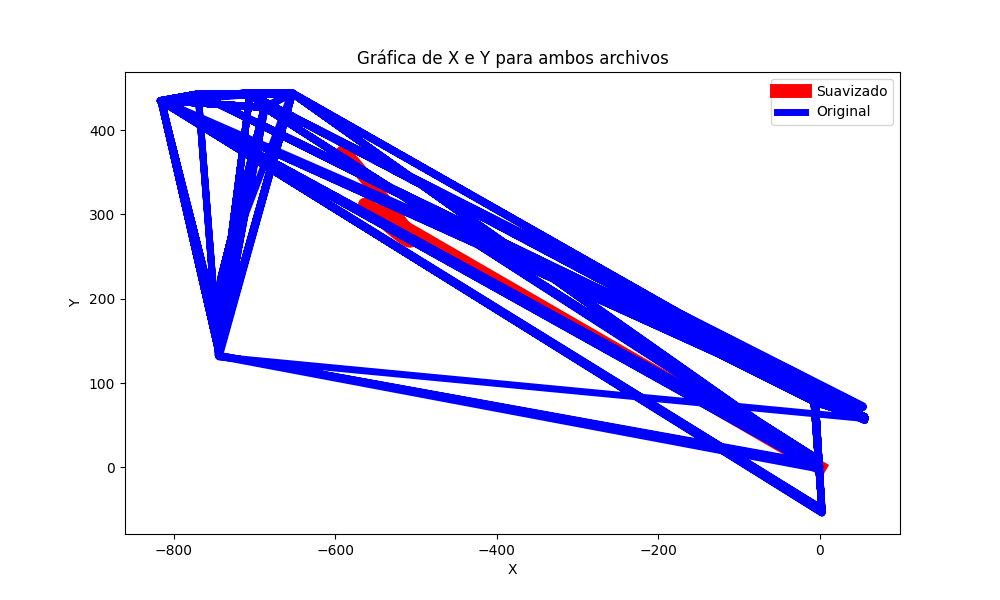 Gráfica de X e Y para ambos archivos
Suavizado
Original
Y
400
300
200
100
0
−800
−600
−400
−200
0
X